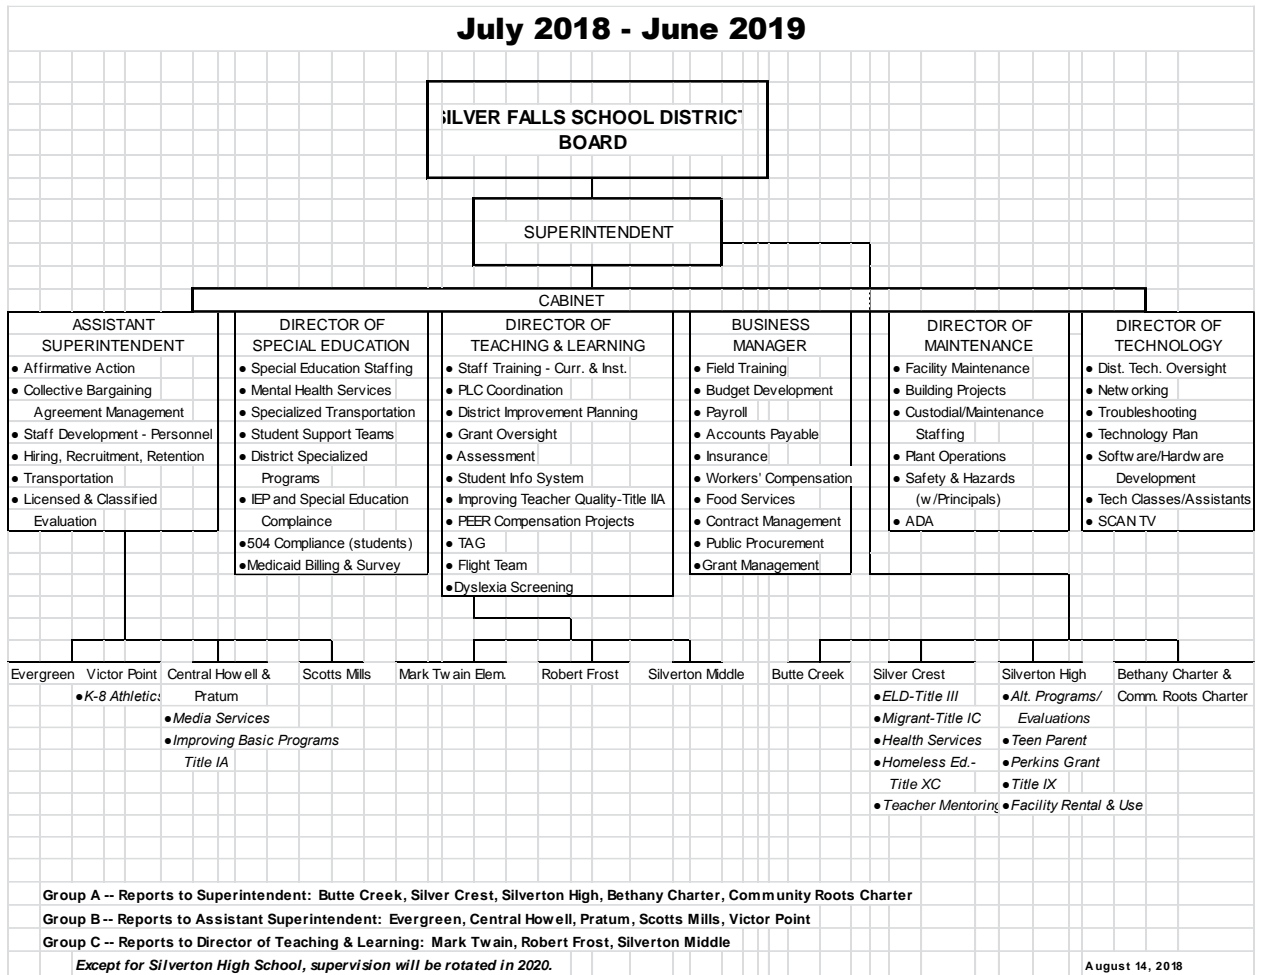 July 2018 - June 2019
SILVER FALLS SCHOOL DISTRICT
BOARD
SUPERINTENDENT
CABINET
ASSISTANT
SUPERINTENDENT
● Affirmative Action
● Collective Bargaining
Agreement Management
● Staff Development - Personnel
● Hiring, Recruitment, Retention
● Transportation
● Licensed & Classified
Evaluation
DIRECTOR OF
SPECIAL EDUCATION
● Special Education Staffing
● Mental Health Services
● Specialized Transportation
● Student Support Teams
● District Specialized
Programs
● IEP and Special Education
Complaince
●504 Compliance (students)
●Medicaid Billing & Survey
DIRECTOR OF
TEACHING & LEARNING
● Staff Training - Curr. & Inst.
● PLC Coordination
● District Improvement Planning
● Grant Oversight
● Assessment
● Student Info System
● Improving Teacher Quality-Title IIA
● PEER Compensation Projects
● TAG
● Flight Team
●Dyslexia Screening
BUSINESS
MANAGER
● Field Training
● Budget Development
● Payroll
● Accounts Payable
● Insurance
● Workers' Compensation
● Food Services
● Contract Management
● Public Procurement
●Grant Management
DIRECTOR OF
MAINTENANCE
● Facility Maintenance
● Building Projects
● Custodial/Maintenance
Staffing
● Plant Operations
● Safety & Hazards
(w/Principals)
● ADA
DIRECTOR OF
TECHNOLOGY
● Dist. Tech. Oversight
● Networking
● Troubleshooting
● Technology Plan
● Software/Hardware
Development
● Tech Classes/Assistants
● SCAN TV
Evergreen
Victor Point
●K-8 Athletics
Central Howell &
Pratum
●Media Services
●Improving Basic Programs
Title IA
Scotts Mills
Mark Twain Elem.
Robert Frost
Silverton Middle
Butte Creek
Silver Crest
●ELD-Title III
●Migrant-Title IC
●Health Services
●Homeless Ed.-
Title XC
●Teacher Mentoring
Silverton High
●Alt. Programs/
Evaluations
●Teen Parent
●Perkins Grant
●Title IX
●Facility Rental & Use
Bethany Charter &
Comm. Roots Charter
Group A -- Reports to Superintendent: Butte Creek, Silver Crest, Silverton High, Bethany Charter, Community Roots Charter
Group B -- Reports to Assistant Superintendent: Evergreen, Central Howell, Pratum, Scotts Mills, Victor Point
Group C -- Reports to Director of Teaching & Learning: Mark Twain, Robert Frost, Silverton Middle
Except for Silverton High School, supervision will be rotated in 2020.
August 14, 2018